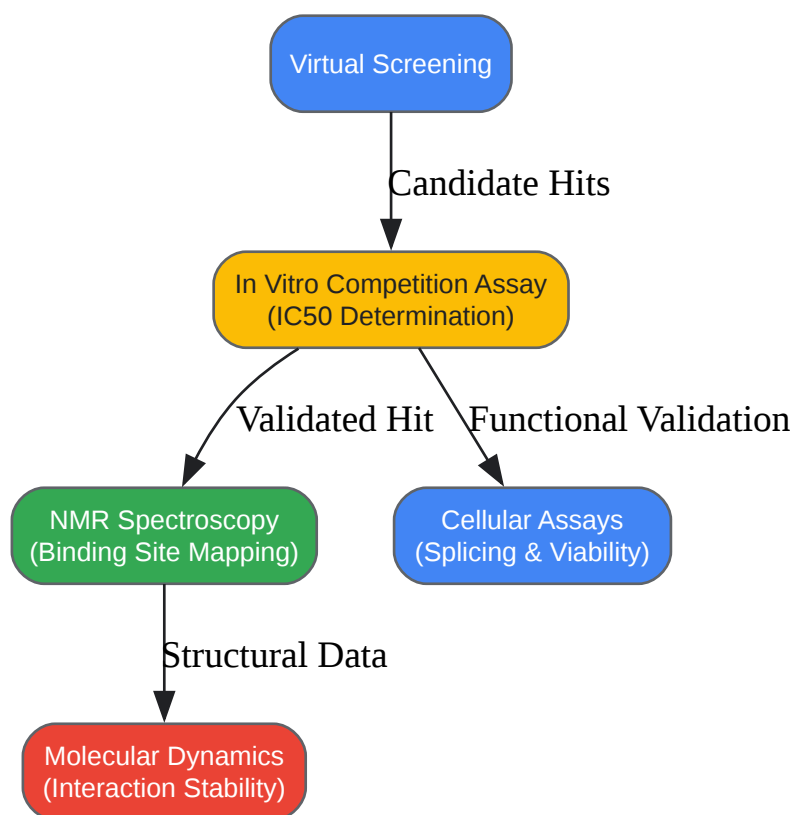 Virtual Screening
Candidate Hits
In Vitro Competition Assay
(IC50 Determination)
Validated Hit
Functional Validation
NMR Spectroscopy
(Binding Site Mapping)
Cellular Assays
(Splicing & Viability)
Structural Data
Molecular Dynamics
(Interaction Stability)